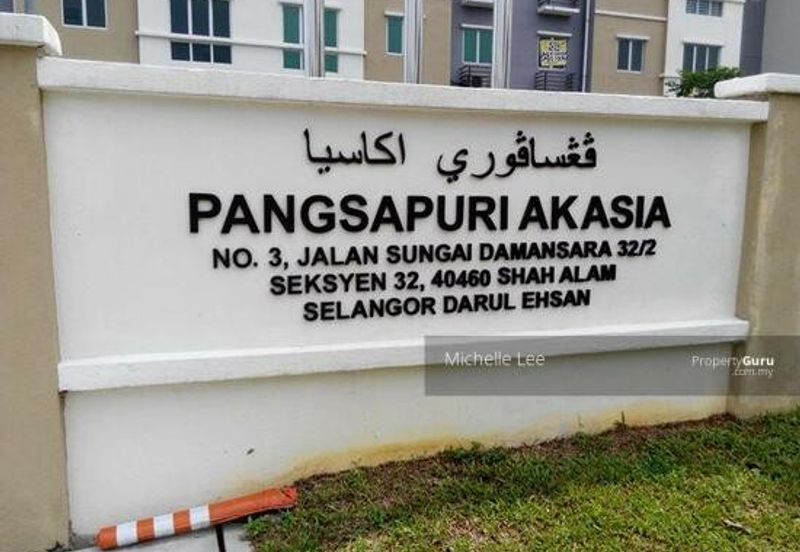 ڤڠساڤوري اکاسيا
PANGSAPURI AKASIA
NO. 3, JALAN SUNGAI DAMANSARA 32/2
SEKSYEN 32, 40460 SHAH ALAM
SELANGOR DARUL EHSAN
Michelle Lee
PropertyGuru
.com.my